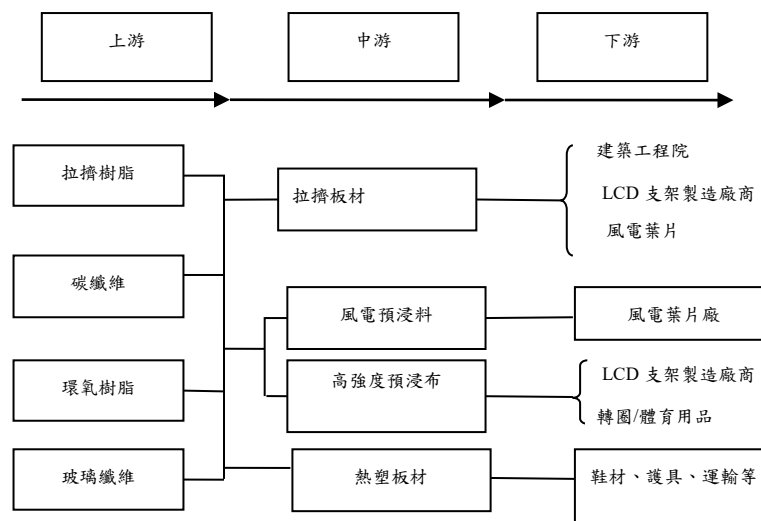 上游
中游
下游
拉擠樹脂
碳纖維
環氧樹脂
玻璃纖維
拉擠板材
風電預浸料
高強度預浸布
熱塑板材
建築工程院
LCD 支架製造廠商
風電葉片
風電葉片廠
LCD 支架製造廠商
轉圈/體育用品
鞋材、護具、運輸等